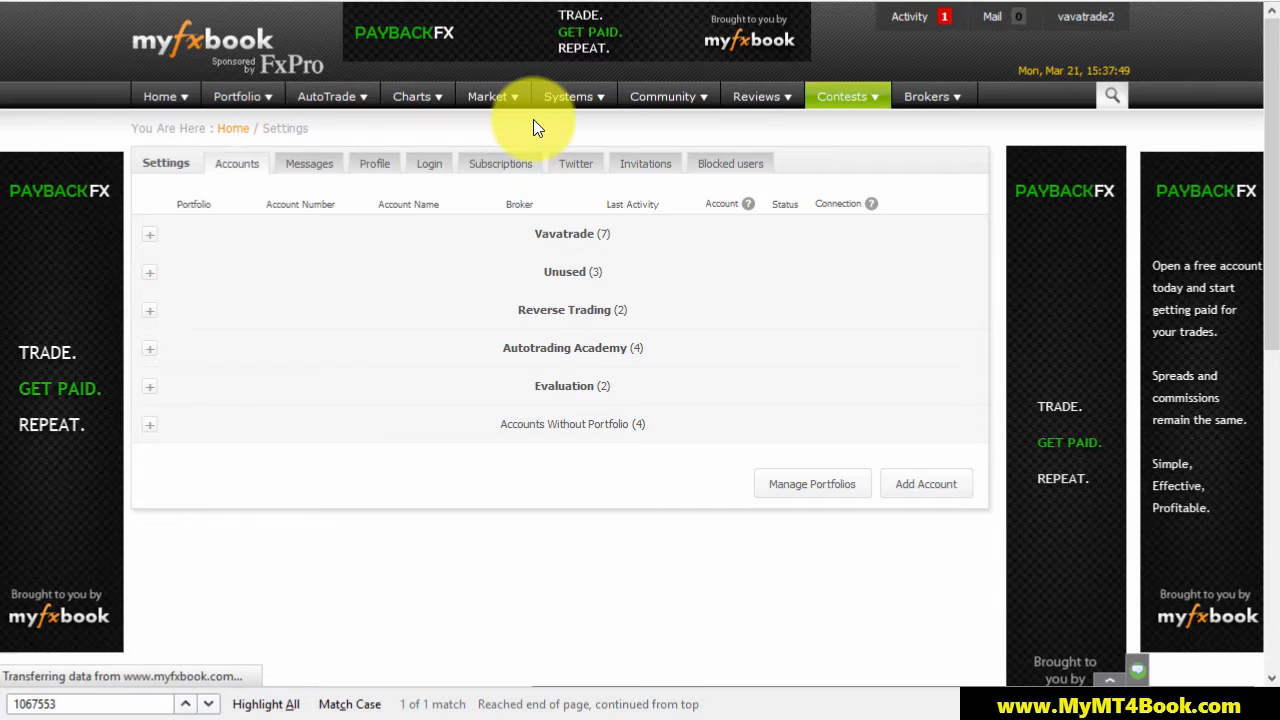 myfxbook
Sponsored by FxPro
PAYBACKFX
TRADE.
GET PAID.
REPEAT.
Brought to you by
myfxbook
Activity 1 Mail 0 vavatrade2
Mon, Mar 21, 15:37:49
Home Portfolio AutoTrade Charts Market Systems Community Reviews Contests Brokers
You Are Here : Home / Settings
Settings Accounts Messages Profile Login Subscriptions Twitter Invitations Blocked users
Portfolio Account Number Account Name Broker Last Activity Account ? Status Connection ?
+ Vavatrade (7)
+ Unused (3)
+ Reverse Trading (2)
+ Autotrading Academy (4)
+ Evaluation (2)
+ Accounts Without Portfolio (4)
Manage Portfolios Add Account
PAYBACKFX
TRADE.
GET PAID.
REPEAT.
Brought to you by
myfxbook
PAYBACKFX
TRADE.
GET PAID.
REPEAT.
Brought to
you by
PAYBACKFX
Open a free account
today and start
getting paid for
your trades.
Spreads and
commissions
remain the same.
Simple,
Effective,
Profitable.
Brought to you by
myfxbook
Transferring data from www.myfxbook.com...
1067553 Highlight All Match Case 1 of 1 match Reached end of page, continued from top
www.MyMT4Book.com